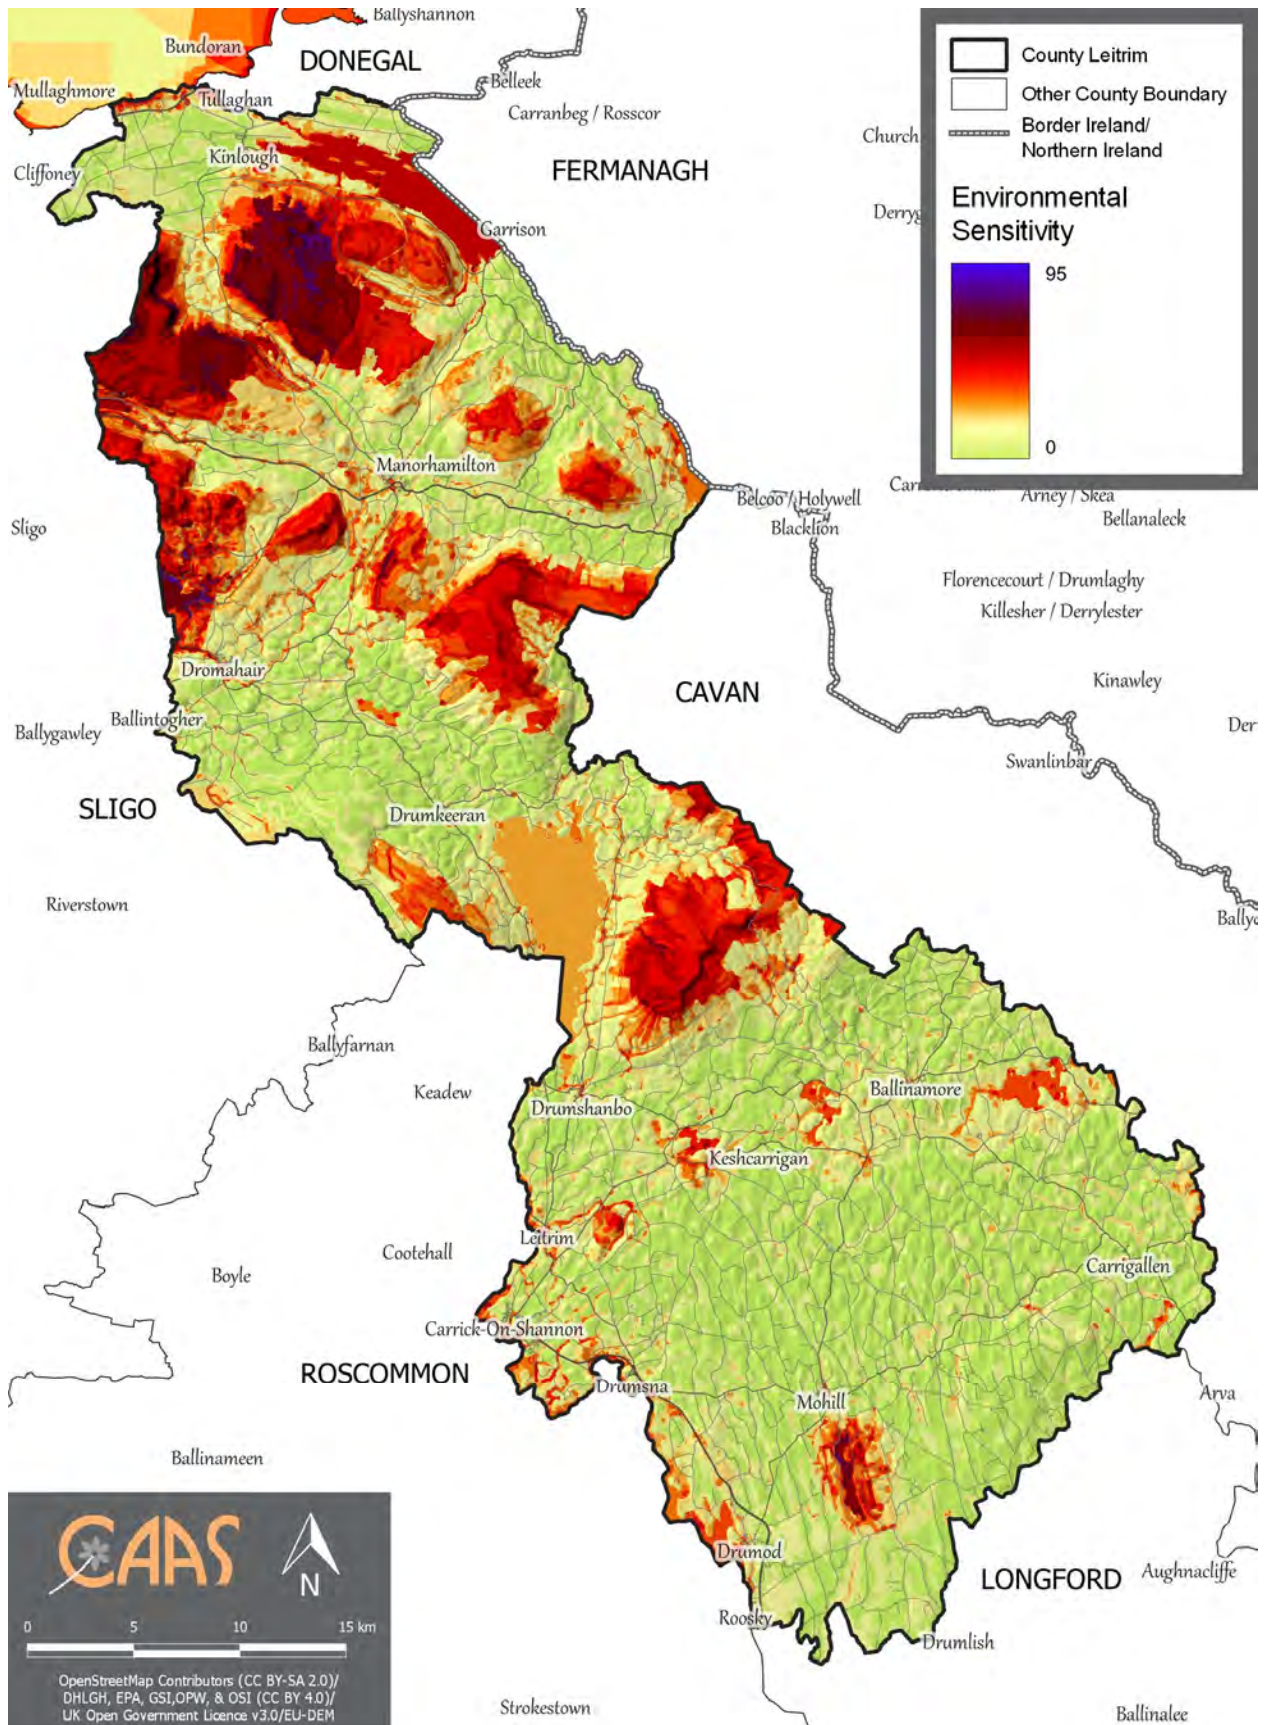 Ballyshannon
Bundoran
DONEGAL
County Leitrim
Belleek
Mullaghmore
Tullaghan
Other County Boundary
Carranbeg / Rosscor
Border Ireland/
Northern Ireland
Church
Kinlough
Cliffoney
FERMANAGH
Environmental
Sensitivity
Derryg
Garrison
95
0
Manorhamilton
Belcoo / Holywell
Arney / Skea
Bellanaleck
Sligo
Blacklion
Florencecourt / Drumlaghy
Killesher / Derrylester
Dromahair
Kinawley
CAVAN
Ballintogher
Ballygawley
Der
Swanlinbar
SLIGO
Drumkeeran
Riverstown
Ballyc
Ballyfarnan
Keadew
Ballinamore
Drumshanbo
Keshcarrigan
Leitrim
Cootehall
Boyle
Carrigallen
Carrick-On-Shannon
ROSCOMMON
Drumsna
Arva
Mohill
Ballinameen
CAAS
N
Drumod
LONGFORD
Aughnacliffe
0 5 10 15 km
Roosky
Drumlish
OpenStreetMap Contributors (CC BY-SA 2.0)/
DHLGH, EPA, GSI,OPW, & OSI (CC BY 4.0)/
UK Open Government Licence v3.0/EU-DEM
Strokestown
Ballinalee